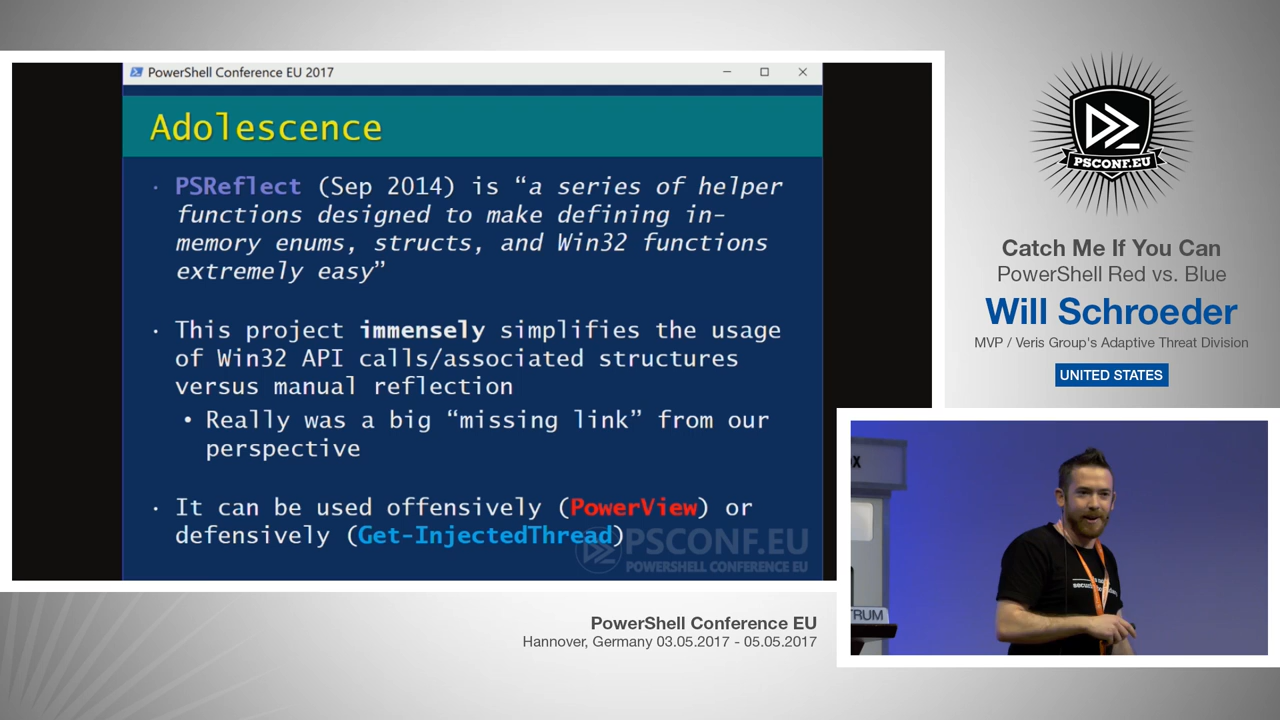 PowerShell Conference EU 2017
Adolescence
· PSReflect (Sep 2014) is “a series of helper
functions designed to make defining in-
memory enums, structs, and Win32 functions
extremely easy”
· This project immensely simplifies the usage
of Win32 API calls/associated structures
versus manual reflection
• Really was a big “missing link” from our
perspective
· It can be used offensively (PowerView) or
defensively (Get-InjectedThread)
PSCONF.EU
POWERSHELL CONFERENCE EU
PSCONF.EU
Catch Me If You Can
PowerShell Red vs. Blue
Will Schroeder
MVP / Veris Group's Adaptive Threat Division
UNITED STATES
PowerShell Conference EU
Hannover, Germany 03.05.2017 - 05.05.2017
TRUM